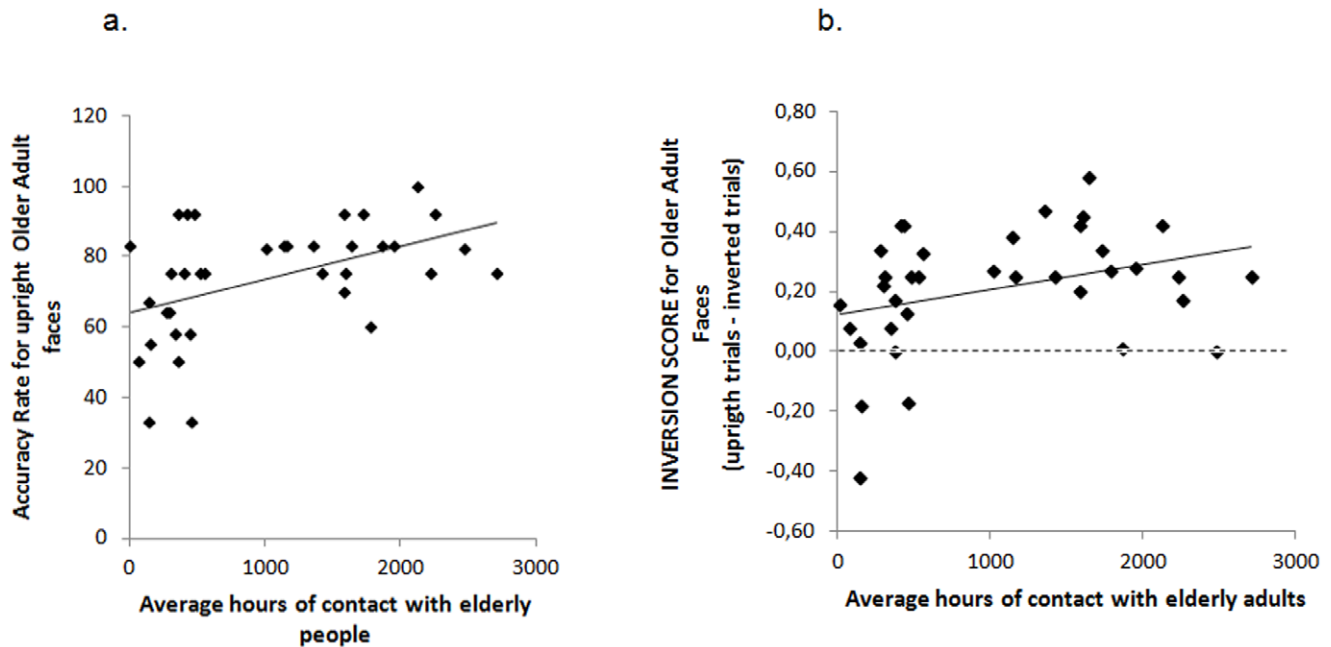 a.
120
100
80
60
40
20
0
0 1000 2000 3000
Accuracy Rate for upright Older Adult
faces
Average hours of contact with elderly
people
b.
0,80
0,60
0,40
0,20
0,00
-0,20
-0,40
-0,60
0 1000 2000 3000
INVERSION SCORE for Older Adult
Faces
(uprigth trials - inverted trials)
Average hours of contact with elderly adults